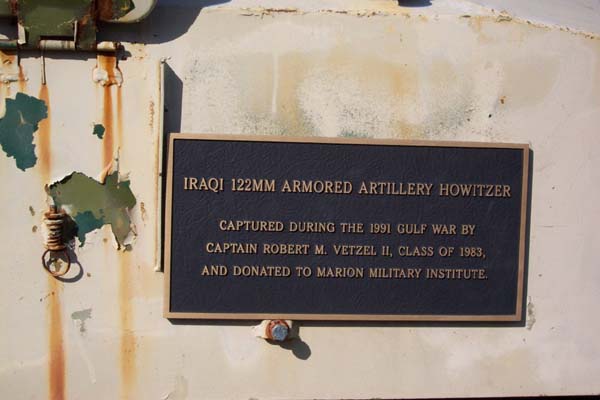 IRAQI 122MM ARMORED ARTILLERY HOWITZER
CAPTURED DURING THE 1991 GULF WAR BY
CAPTAIN ROBERT M. VETZEL II, CLASS OF 1983,
AND DONATED TO MARION MILITARY INSTITUTE.